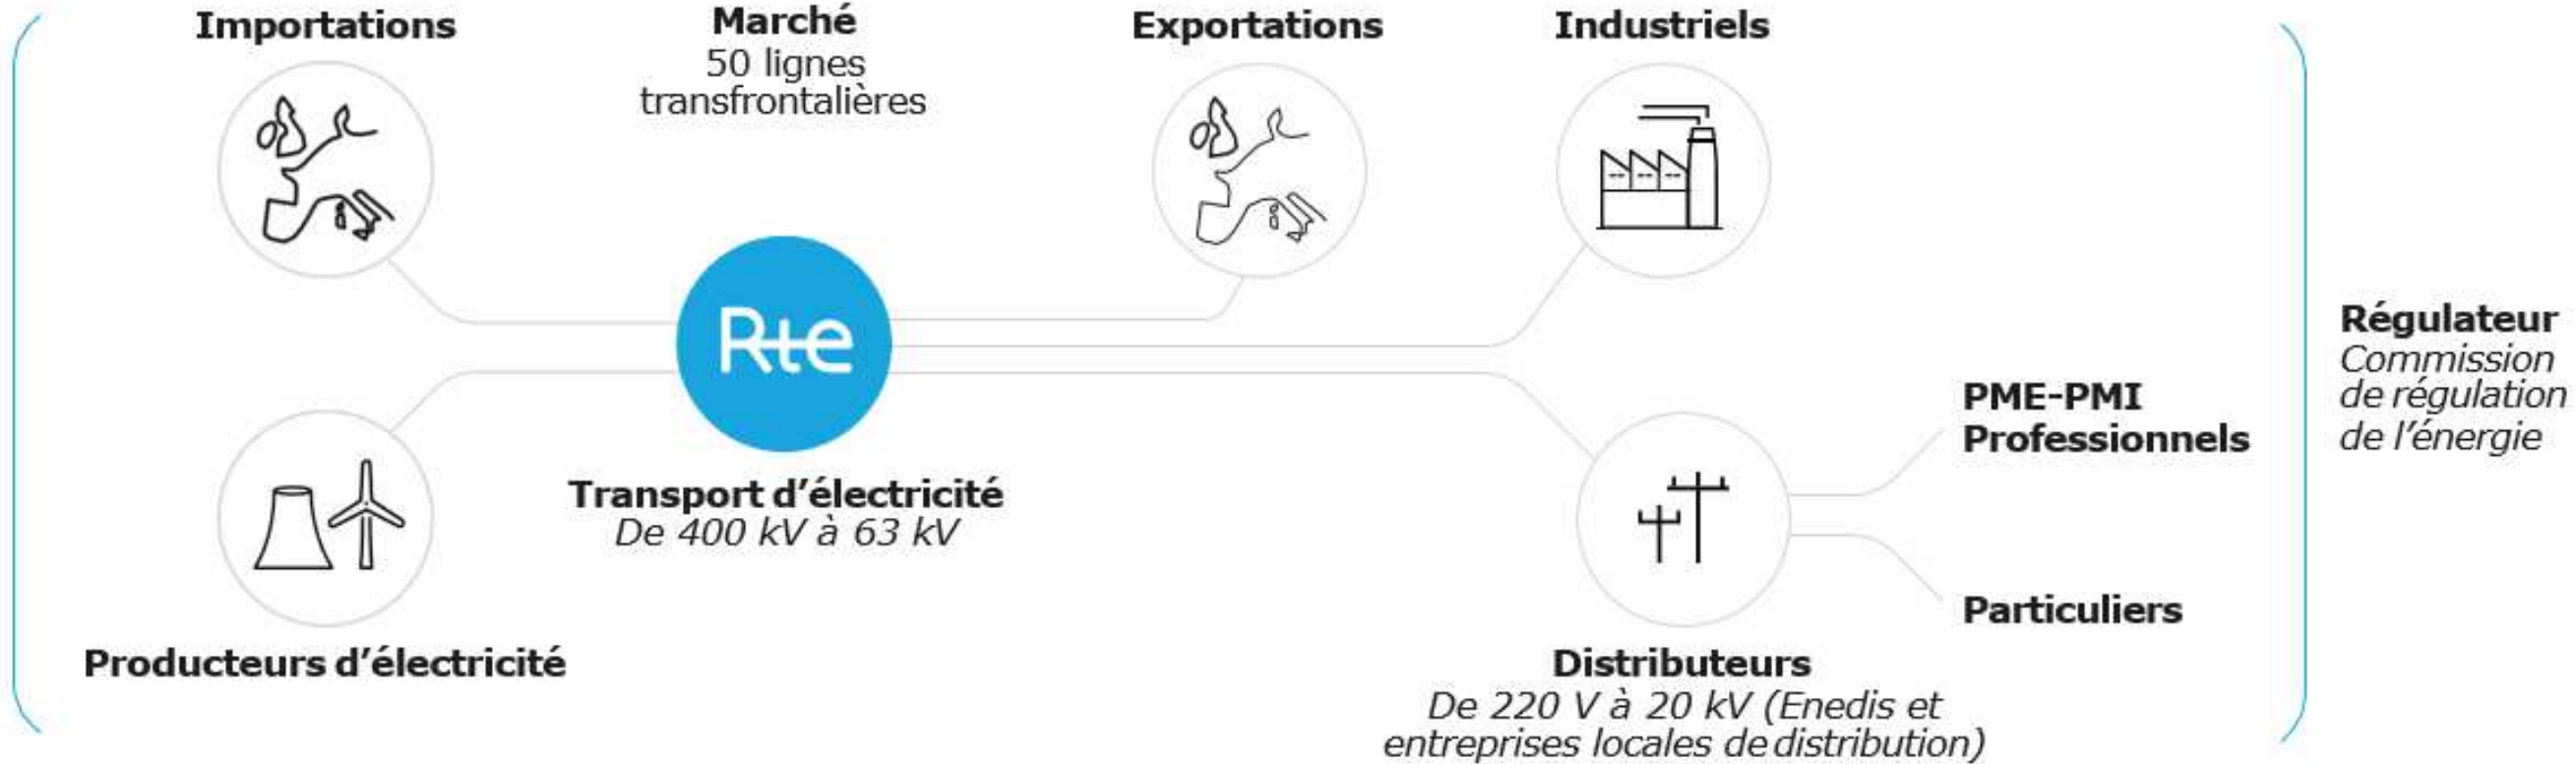 Importations
Marché
50 lignes
transfrontalières
Exportations
Industriels
Rte
Transport d'électricité
De 400 kV à 63 kV
Producteurs d'électricité
PME-PMI
Professionnels
Particuliers
Distributeurs
De 220 V à 20 kV (Enedis et
entreprises locales de distribution)
Régulateur
Commission
de régulation
de l'énergie